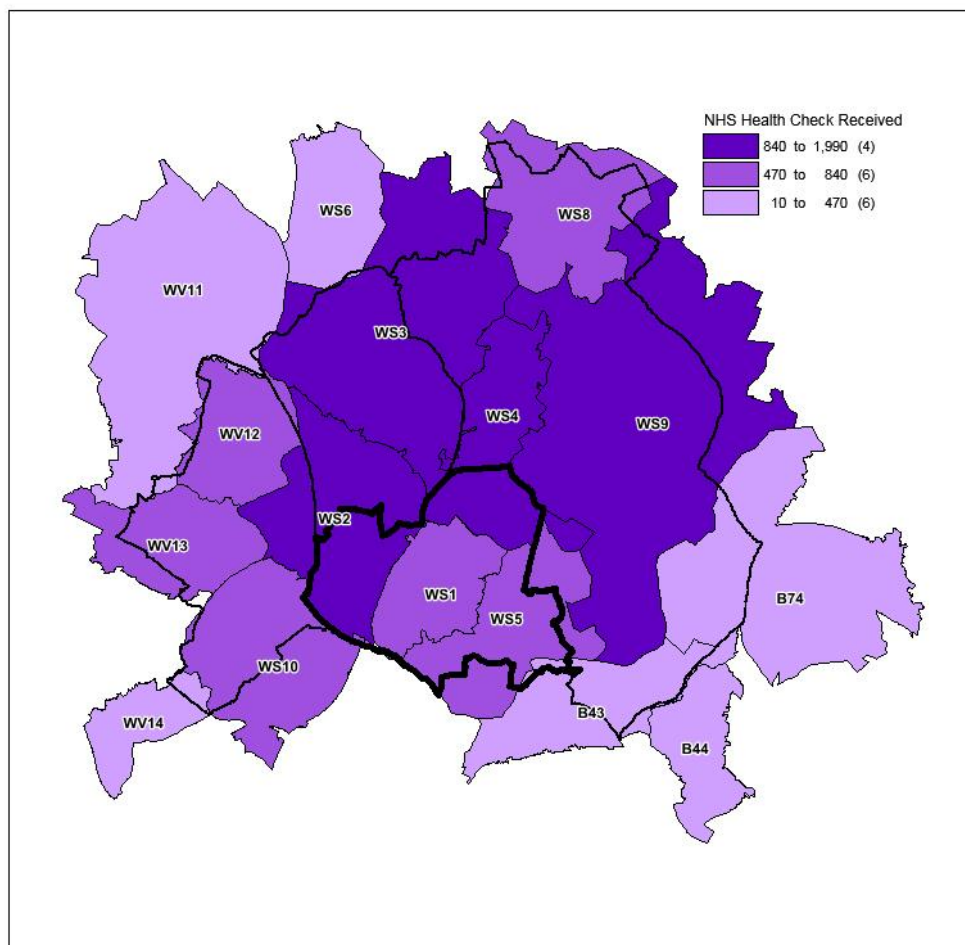 NHS Health Check Received
840 to 1,990 (4)
470 to 840 (6)
10 to 470 (6)
WS6
WS8
WV11
WS3
WS4
WS9
WV12
WS2
WV13
WS1
WS5
B74
WS10
B43
WV14
B44